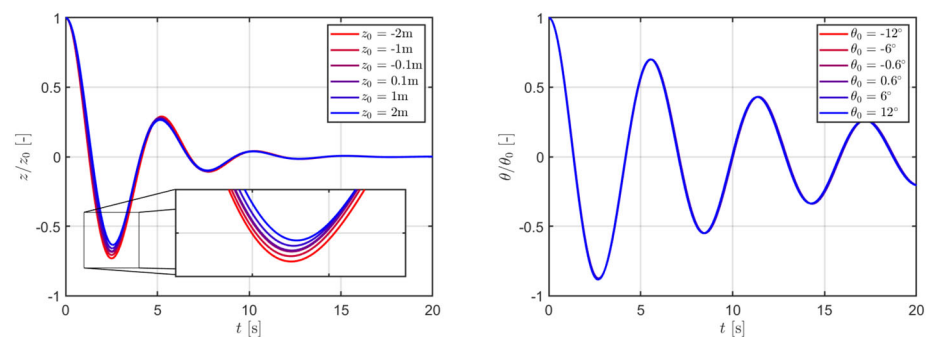 1
0.5
0
-0.5
-1
z/z₀ [-]
z₀ = -2m
z₀ = -1m
z₀ = -0.1m
z₀ = 0.1m
z₀ = 1m
z₀ = 2m
0 5 10 15 20
t [s]
1
0.5
0
-0.5
-1
θ/θ₀ [-]
θ₀ = -12°
θ₀ = -6°
θ₀ = -0.6°
θ₀ = 0.6°
θ₀ = 6°
θ₀ = 12°
0 5 10 15 20
t [s]